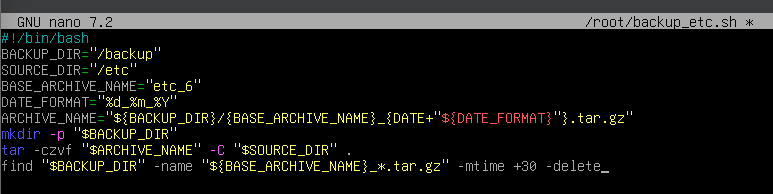 GNU nano 7.2 /root/backup_etc.sh *
#!/bin/bash
BACKUP_DIR="/backup"
SOURCE_DIR="/etc"
BASE_ARCHIVE_NAME="etc_6"
DATE_FORMAT="%d_%m_%Y"
ARCHIVE_NAME="${BACKUP_DIR}/{BASE_ARCHIVE_NAME}_{DATE+"${DATE_FORMAT}"}.tar.gz"
mkdir -p "$BACKUP_DIR"
tar -czvf "$ARCHIVE_NAME" -C "$SOURCE_DIR" .
find "$BACKUP_DIR" -name "${BASE_ARCHIVE_NAME}_*.tar.gz" -mtime +30 -delete